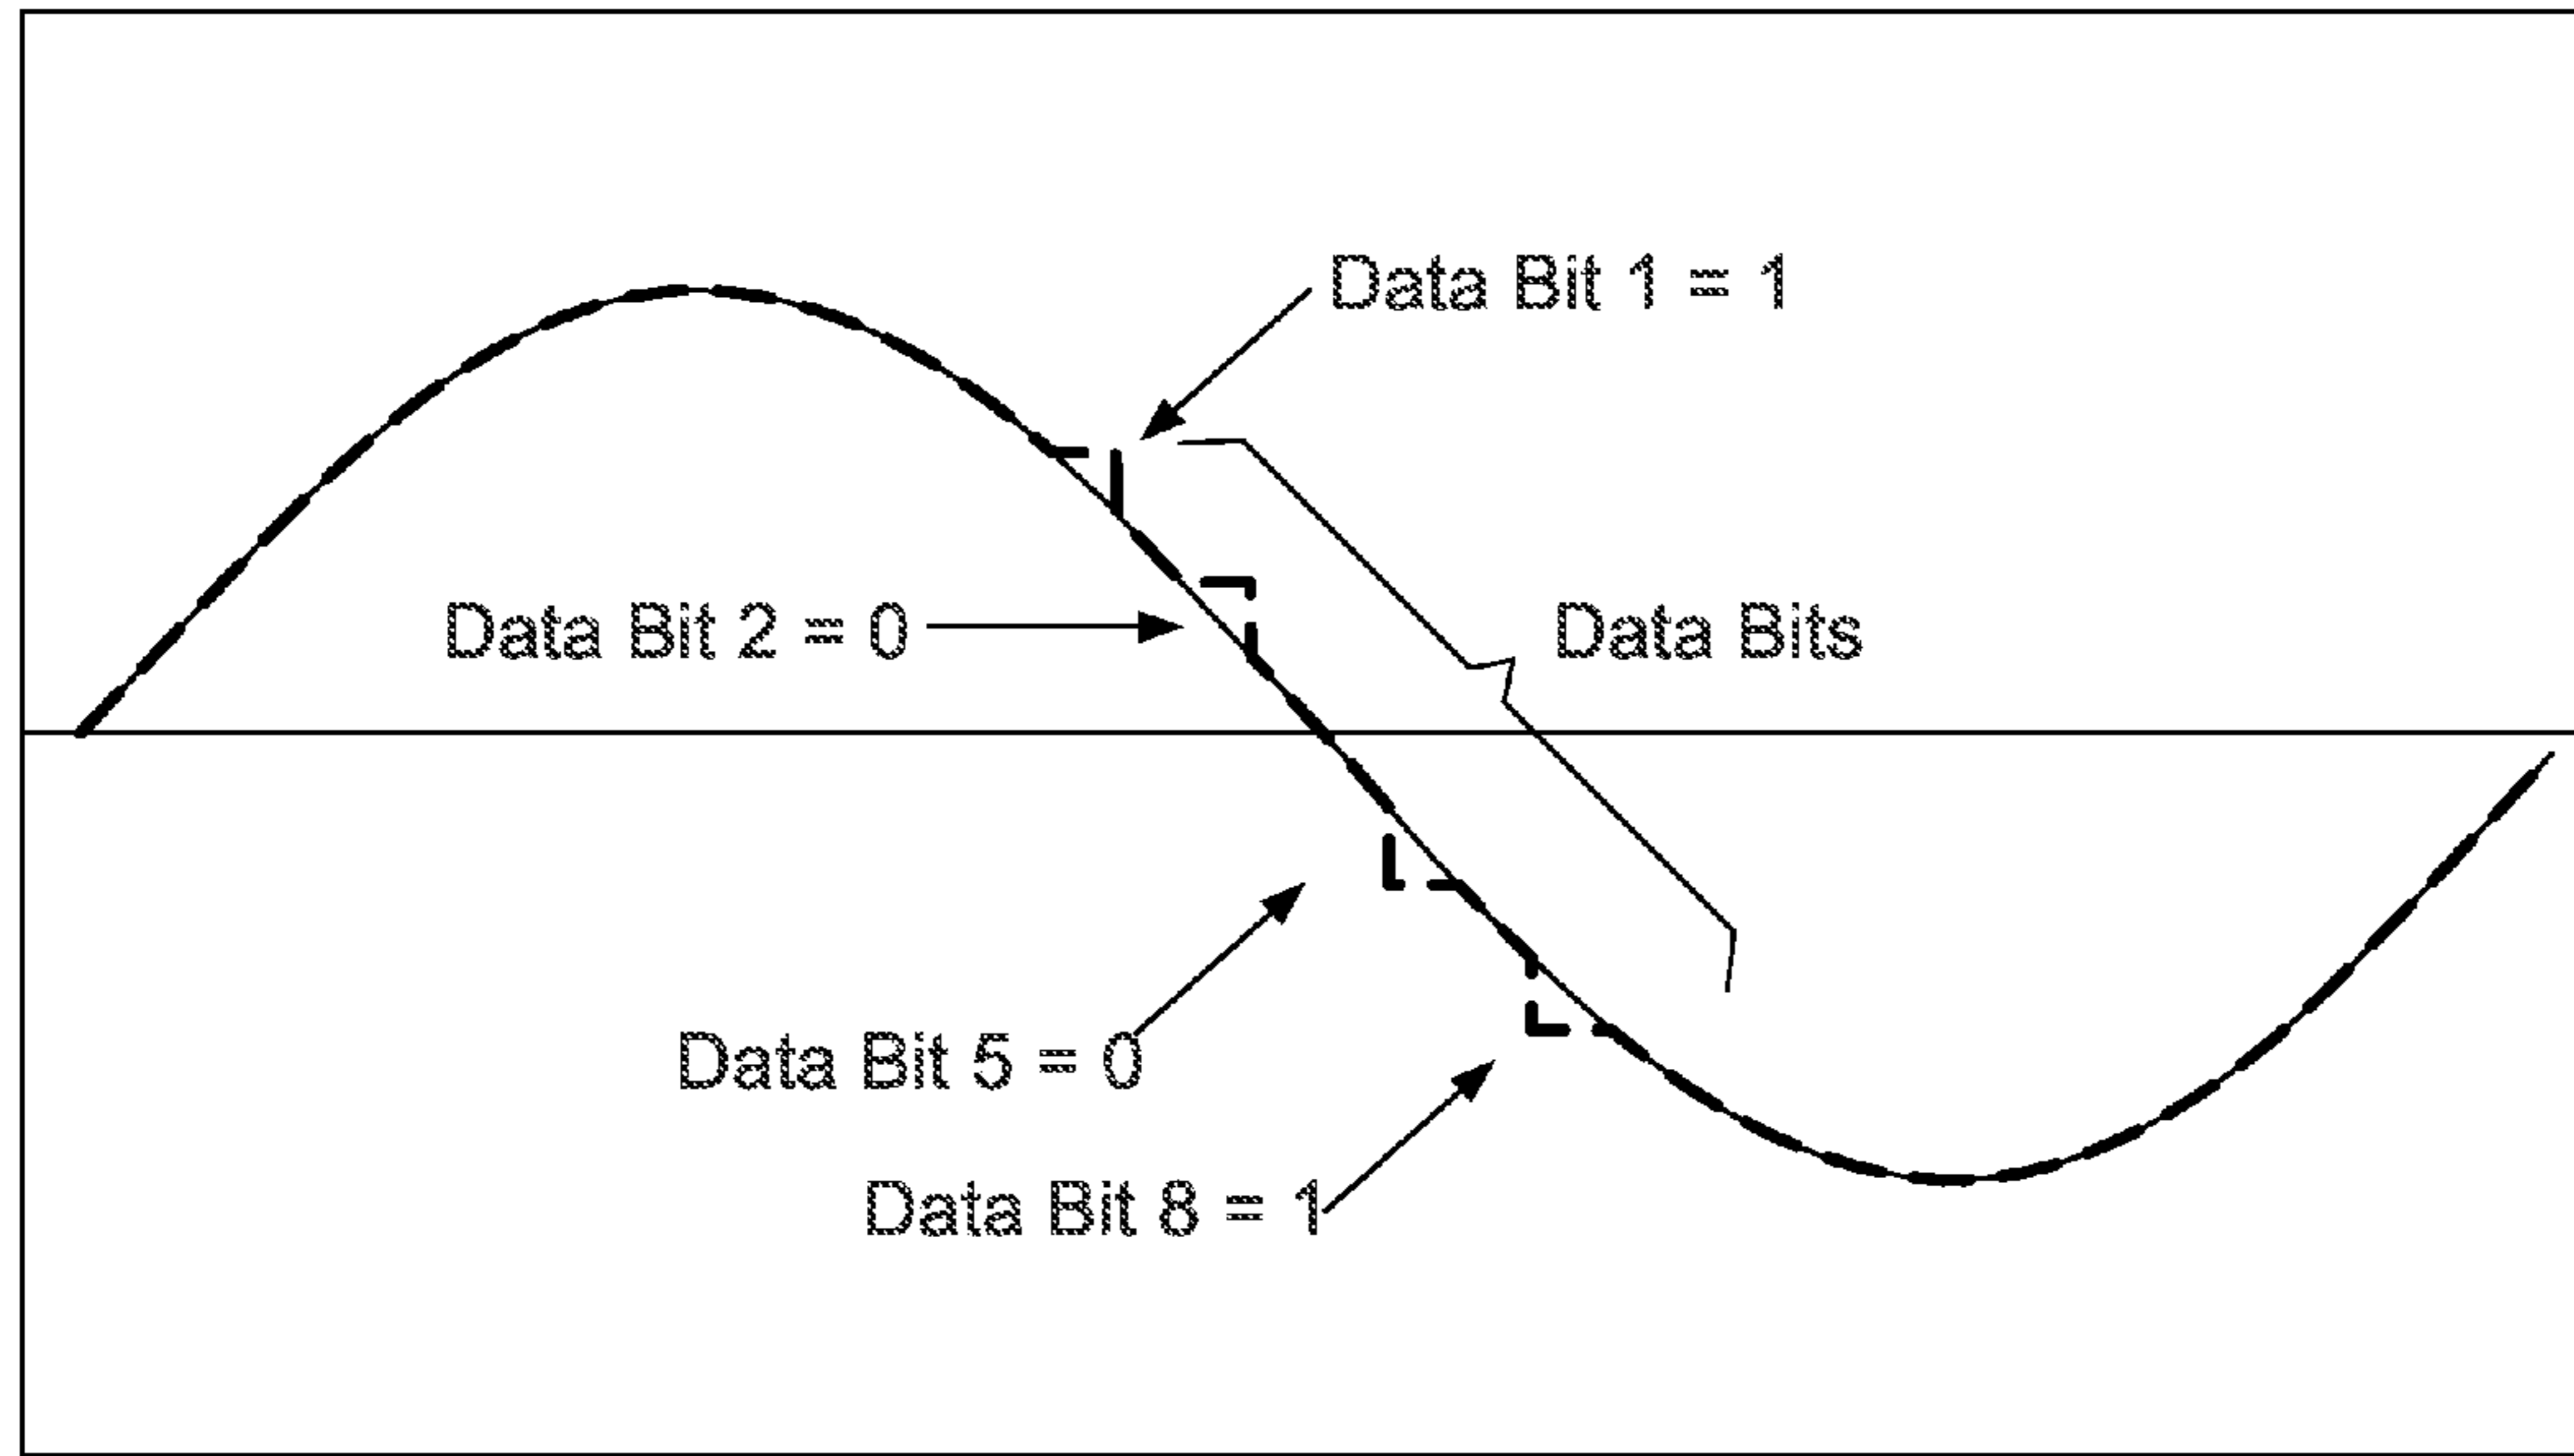 Data Bit 1 = 1
Data Bit 2 = 0
Data Bits
Data Bit 5 = 0
Data Bit 8 = 1